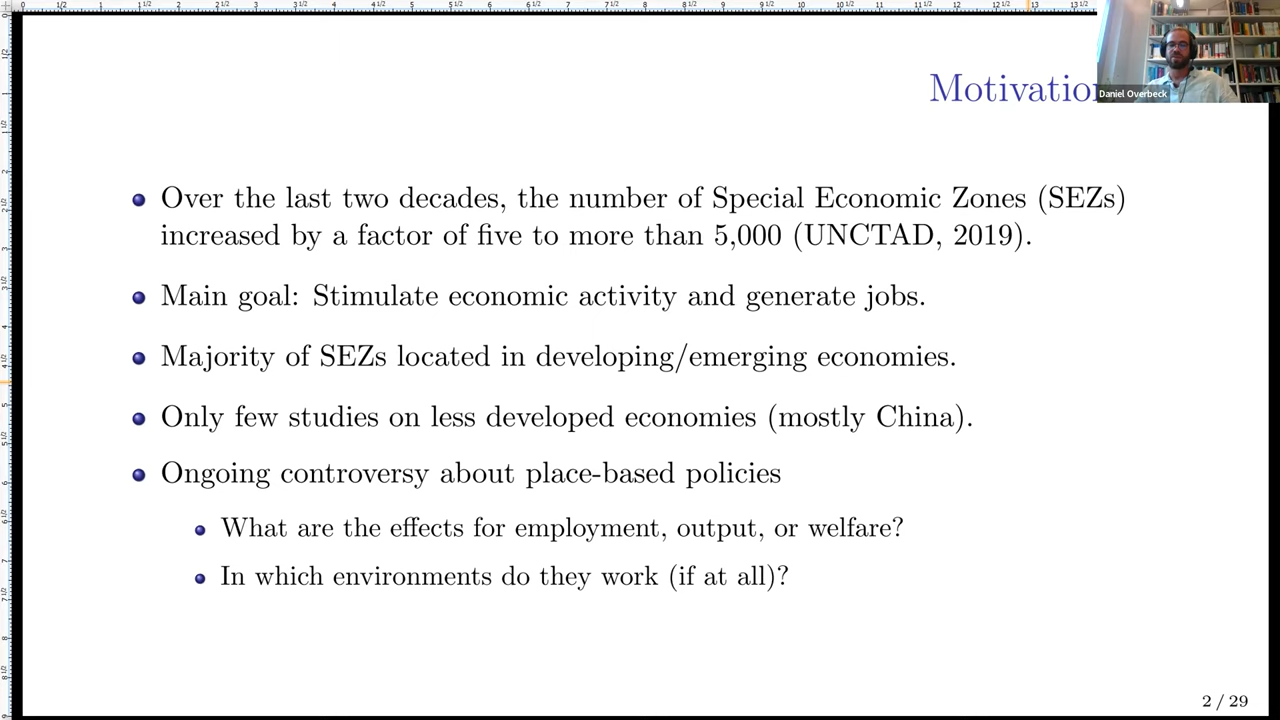 Motivation
Daniel Overbeck
Over the last two decades, the number of Special Economic Zones (SEZs)
increased by a factor of five to more than 5,000 (UNCTAD, 2019).
Main goal: Stimulate economic activity and generate jobs.
Majority of SEZs located in developing/emerging economies.
Only few studies on less developed economies (mostly China).
Ongoing controversy about place-based policies
What are the effects for employment, output, or welfare?
In which environments do they work (if at all)?
2 / 29